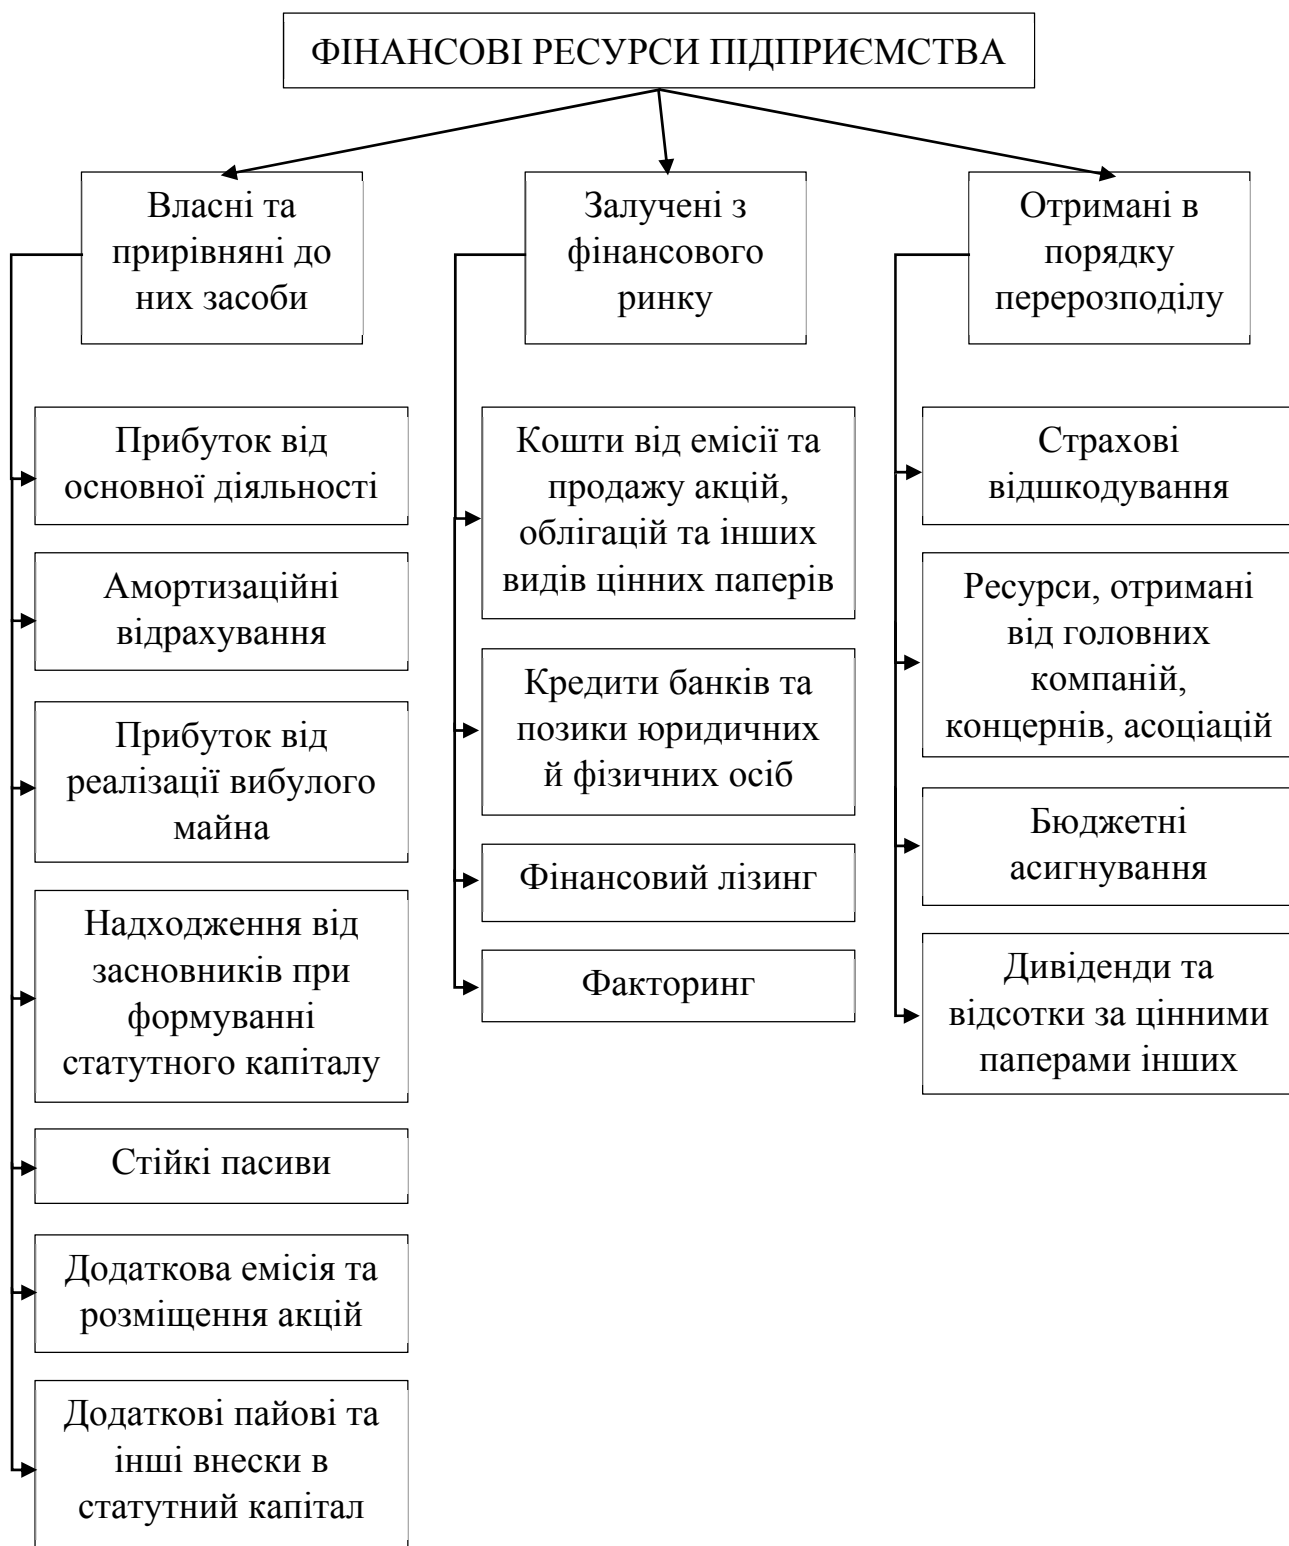 ФІНАНСОВІ РЕСУРСИ ПІДПРИЄМСТВА
Власні та
прирівняні до
них засоби
Прибуток від
основної діяльності
Амортизаційні
відрахування
Прибуток від
реалізації вибулого
майна
Надходження від
засновників при
формуванні
статутного капіталу
Стійкі пасиви
Додаткова емісія та
розміщення акцій
Додаткові пайові та
інші внески в
статутний капітал
Залучені з
фінансового
ринку
Кошти від емісії та
продажу акцій,
облігацій та інших
видів цінних паперів
Кредити банків та
позики юридичних
й фізичних осіб
Фінансовий лізинг
Факторинг
Отримані в
порядку
перерозподілу
Страхові
відшкодування
Ресурси, отримані
від головних
компаній,
концернів, асоціацій
Бюджетні
асигнування
Дивіденди та
відсотки за цінними
паперами інших